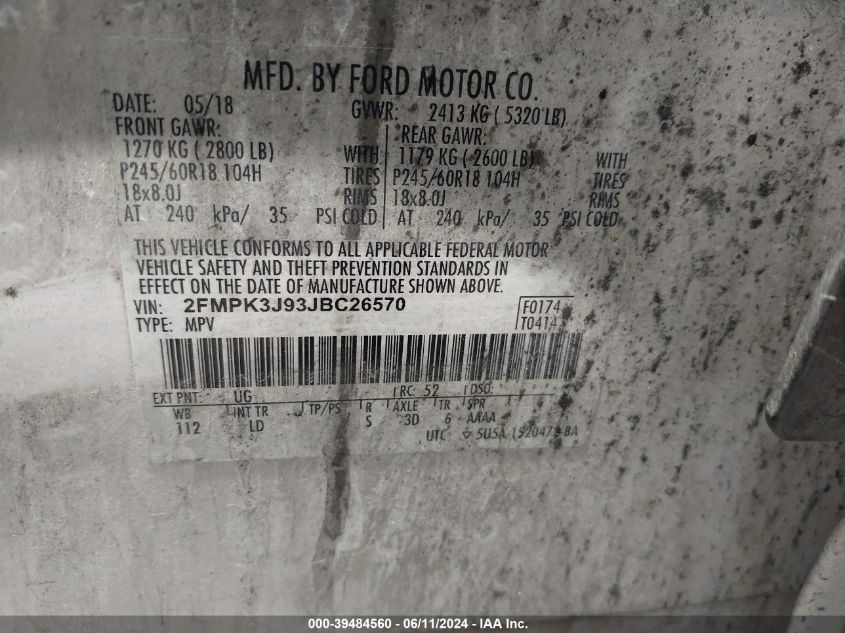 MFD. BY FORD MOTOR CO.
DATE: 05/18 GVWR: 2413 KG ( 5320 LB)
FRONT GAWR: REAR GAWR:
1270 KG ( 2800 LB) WITH 1179 KG ( 2600 LB) WITH
P245/60R18 104H TIRES P245/60R18 104H TIRES
18x8.0J RIMS 18x8.0J RIMS
AT 240 kPa/ 35 PSI COLD AT 240 kPa/ 35 PSI COLD
THIS VEHICLE CONFORMS TO ALL APPLICABLE FEDERAL MOTOR
VEHICLE SAFETY AND THEFT PREVENTION STANDARDS IN
EFFECT ON THE DATE OF MANUFACTURE SHOWN ABOVE.
VIN: 2FMPK3J93JBC26570 F0174
TYPE: MPV T0414
EXT PNT: UG RC: 52 DSO:
WB INT TR TP/PS R AXLE TR SPR
112 LD S 3D 6 AAAA
UTC
000-39484560 - 06/11/2024 - IAA Inc.